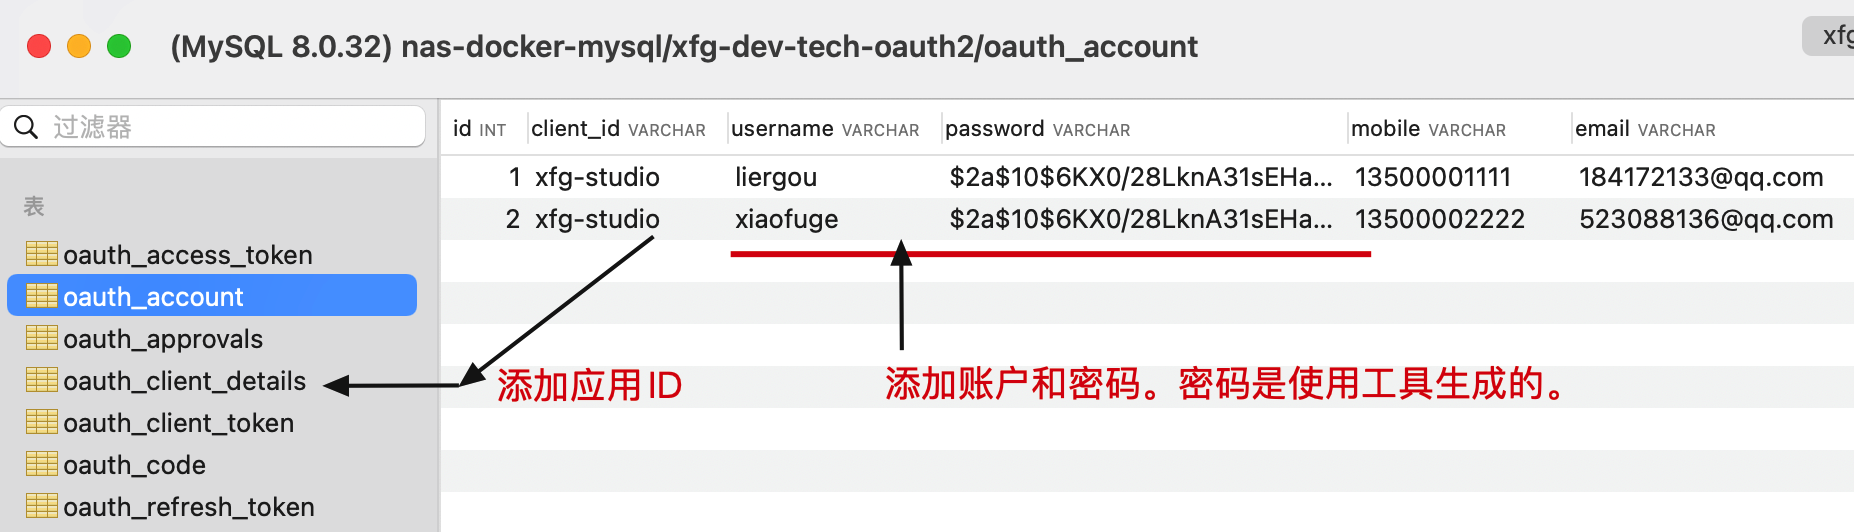 (MySQL 8.0.32) nas-docker-mysql/xfg-dev-tech-oauth2/oauth_account
xfg
过滤器
id INT client_id VARCHAR username VARCHAR password VARCHAR mobile VARCHAR email VARCHAR
1 xfg-studio liergou $2a$10$6KX0/28LknA31sEHa... 13500001111 184172133@qq.com
2 xfg-studio xiaofuge $2a$10$6KX0/28LknA31sEHa... 13500002222 523088136@qq.com
表
oauth_access_token
oauth_account
oauth_approvals
oauth_client_details
oauth_client_token
oauth_code
oauth_refresh_token
添加应用ID
添加账户和密码。密码是使用工具生成的。